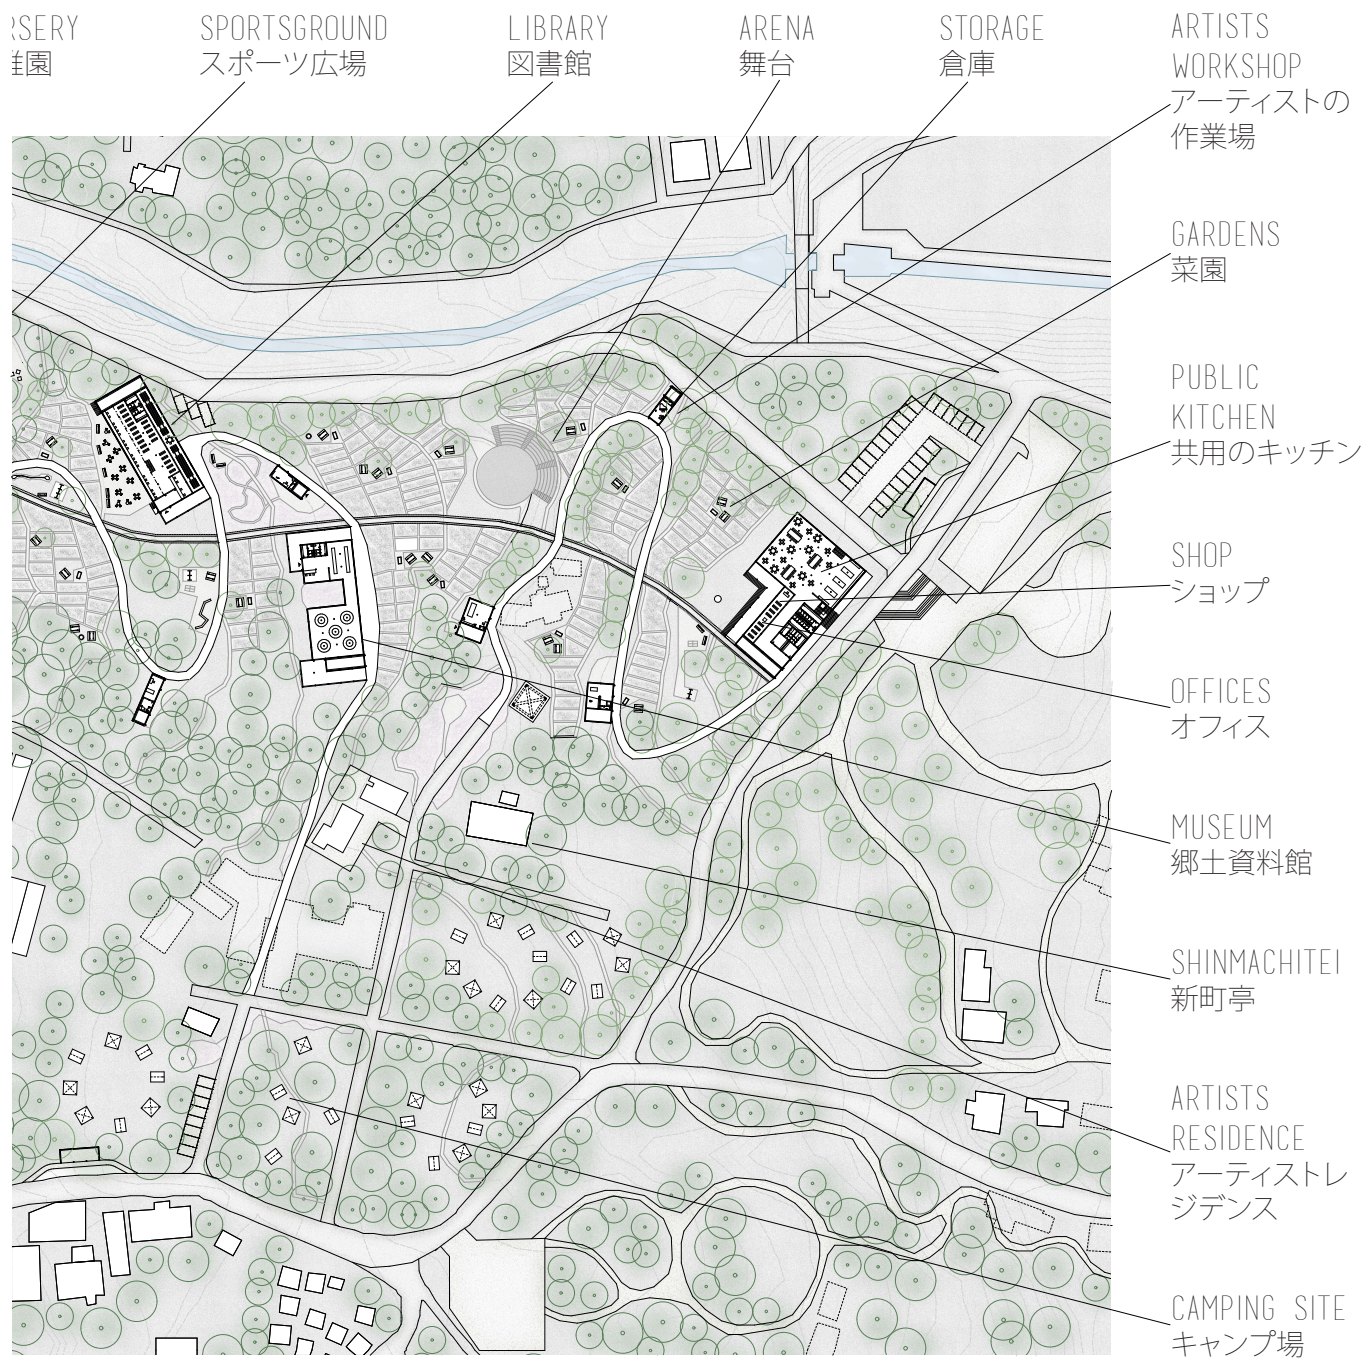 RSERY
園
SPORTSGROUND
スポーツ広場
LIBRARY
図書館
ARENA
舞台
STORAGE
倉庫
ARTISTS
WORKSHOP
アーティストの
作業場
GARDENS
菜園
PUBLIC
KITCHEN
共用のキッチン
SHOP
ショップ
OFFICES
オフィス
MUSEUM
郷土資料館
SHINMACHITEI
新町亭
ARTISTS
RESIDENCE
アーティストレ
ジデンス
CAMPING SITE
キャンプ場